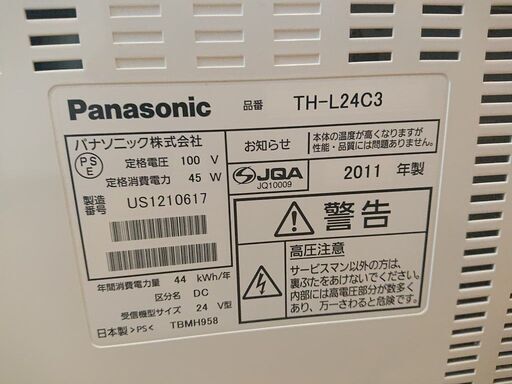 Panasonic 品番 TH-L24C3
パナソニック株式会社
PS
E
定格電圧 100 V
定格消費電力 45 W
製造
番号 US1210617
お知らせ
本体の温度が高くなりますが
性能・品質には問題ありません。
JQA
JQ10009
2011 年製
警告
高圧注意
サービスマン以外の方は、
裏ぶたをあけないでください。
内部には高電圧部分が数多く
あり、万一さわると危険です。
年間消費電力量 44 kWh/年
区分名 DC
受信機型サイズ 24 V型
日本製 >PS< TBMH958